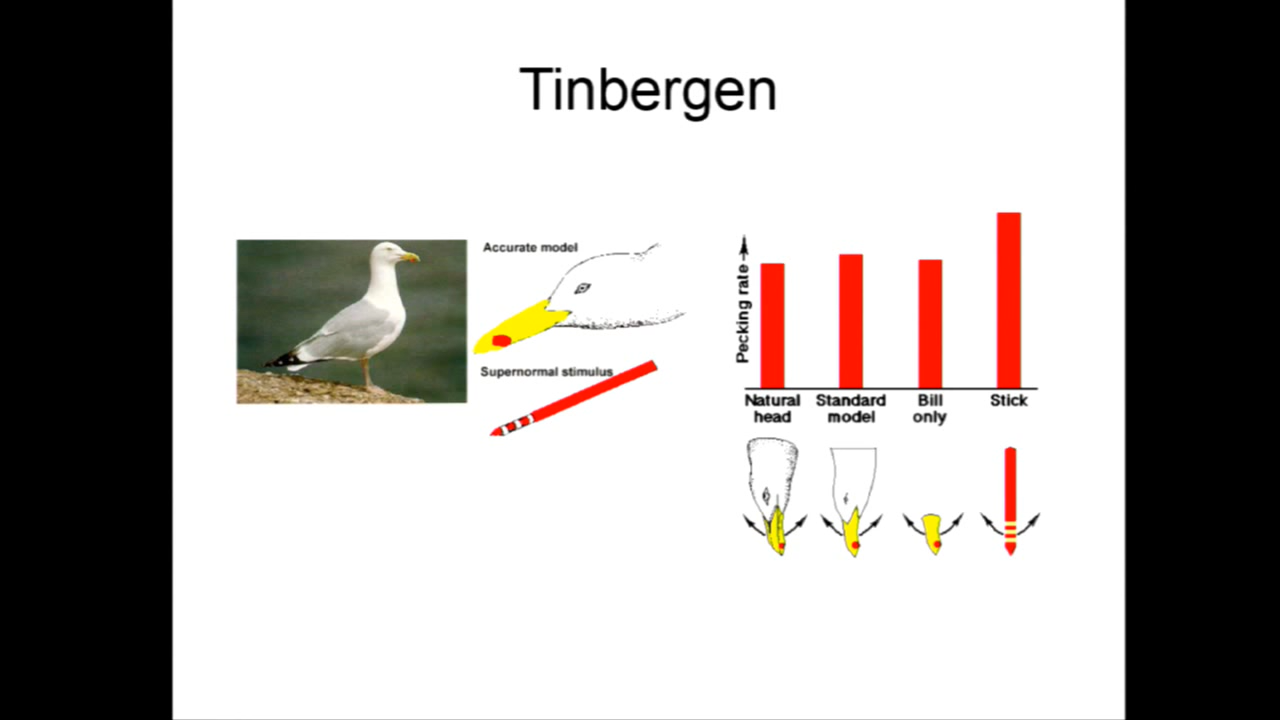 Tinbergen
Accurate model
Supernormal stimulus
Pecking rate
Natural
head
Standard
model
Bill
only
Stick